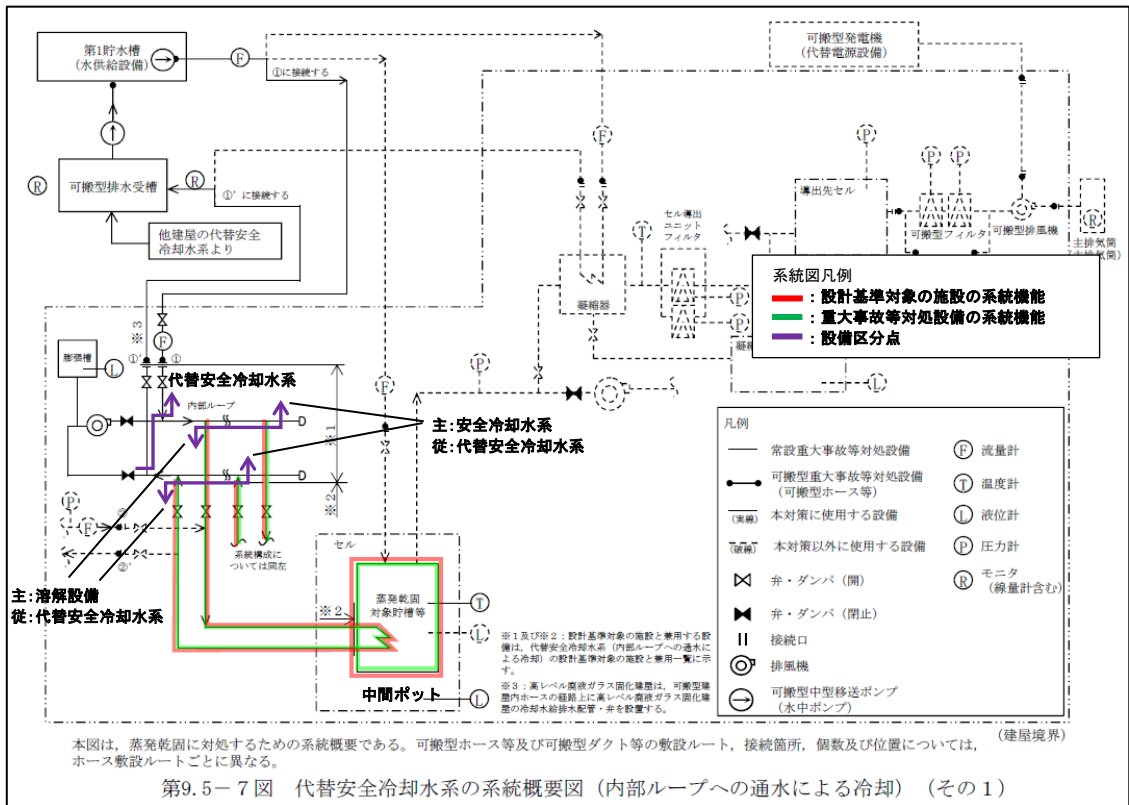 第1貯水槽
(水供給設備)
F
①に接続する
可搬型発電機
(代替電源設備)
F
P
P
P
R
可搬型排水受槽
R
①’に接続する
他建屋の代替安全
冷却水系より
導出先セル
セル導出
ユニット
フィルタ
T
凝縮器
可搬型フィルタ
可搬型排風機
R
主排気筒
P
P
L
系統図凡例
:設計基準対象の施設の系統機能
:重大事故等対処設備の系統機能
:設備区分点
※3
F
①’
①
膨張槽
L
代替安全冷却水系
内部ループ
※1
※2
主:安全冷却水系
従:代替安全冷却水系
F
P
P
F
②
②’
系統構成に
ついては同左
主:溶解設備
従:代替安全冷却水系
セル
※2
蒸発乾固
対象貯槽等
T
L
中間ポット
L
※1及び※2:設計基準対象の施設と兼用する設
備は,代替安全冷却水系(内部ループへの通水に
よる冷却)の設計基準対象の施設と兼用一覧に示
す。
※3:高レベル廃液ガラス固化建屋は,可搬型建
屋内ホースの経路上に高レベル廃液ガラス固化建
屋の冷却水給排水配管・弁を設置する。
凡例
常設重大事故等対処設備
可搬型重大事故等対処設備
(可搬型ホース等)
(実線)
本対策に使用する設備
(破線)
本対策以外に使用する設備
弁・ダンパ(開)
弁・ダンパ(閉止)
接続口
排風機
可搬型中型移送ポンプ
(水中ポンプ)
F 流量計
T 温度計
L 液位計
P 圧力計
R モニタ
(線量計含む)
(建屋境界)
本図は,蒸発乾固に対処するための系統概要である。可搬型ホース等及び可搬型ダクト等の敷設ルート,接続箇所,個数及び位置については,
ホース敷設ルートごとに異なる。
第9.5-7図 代替安全冷却水系の系統概要図(内部ループへの通水による冷却)(その1)